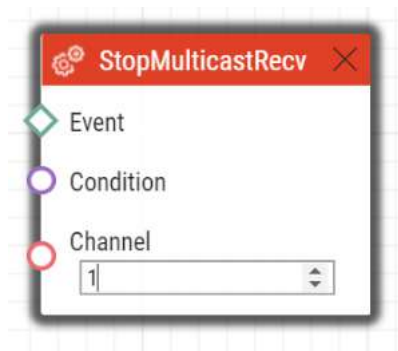 StopMulticastRecv
Event
Condition
Channel
1